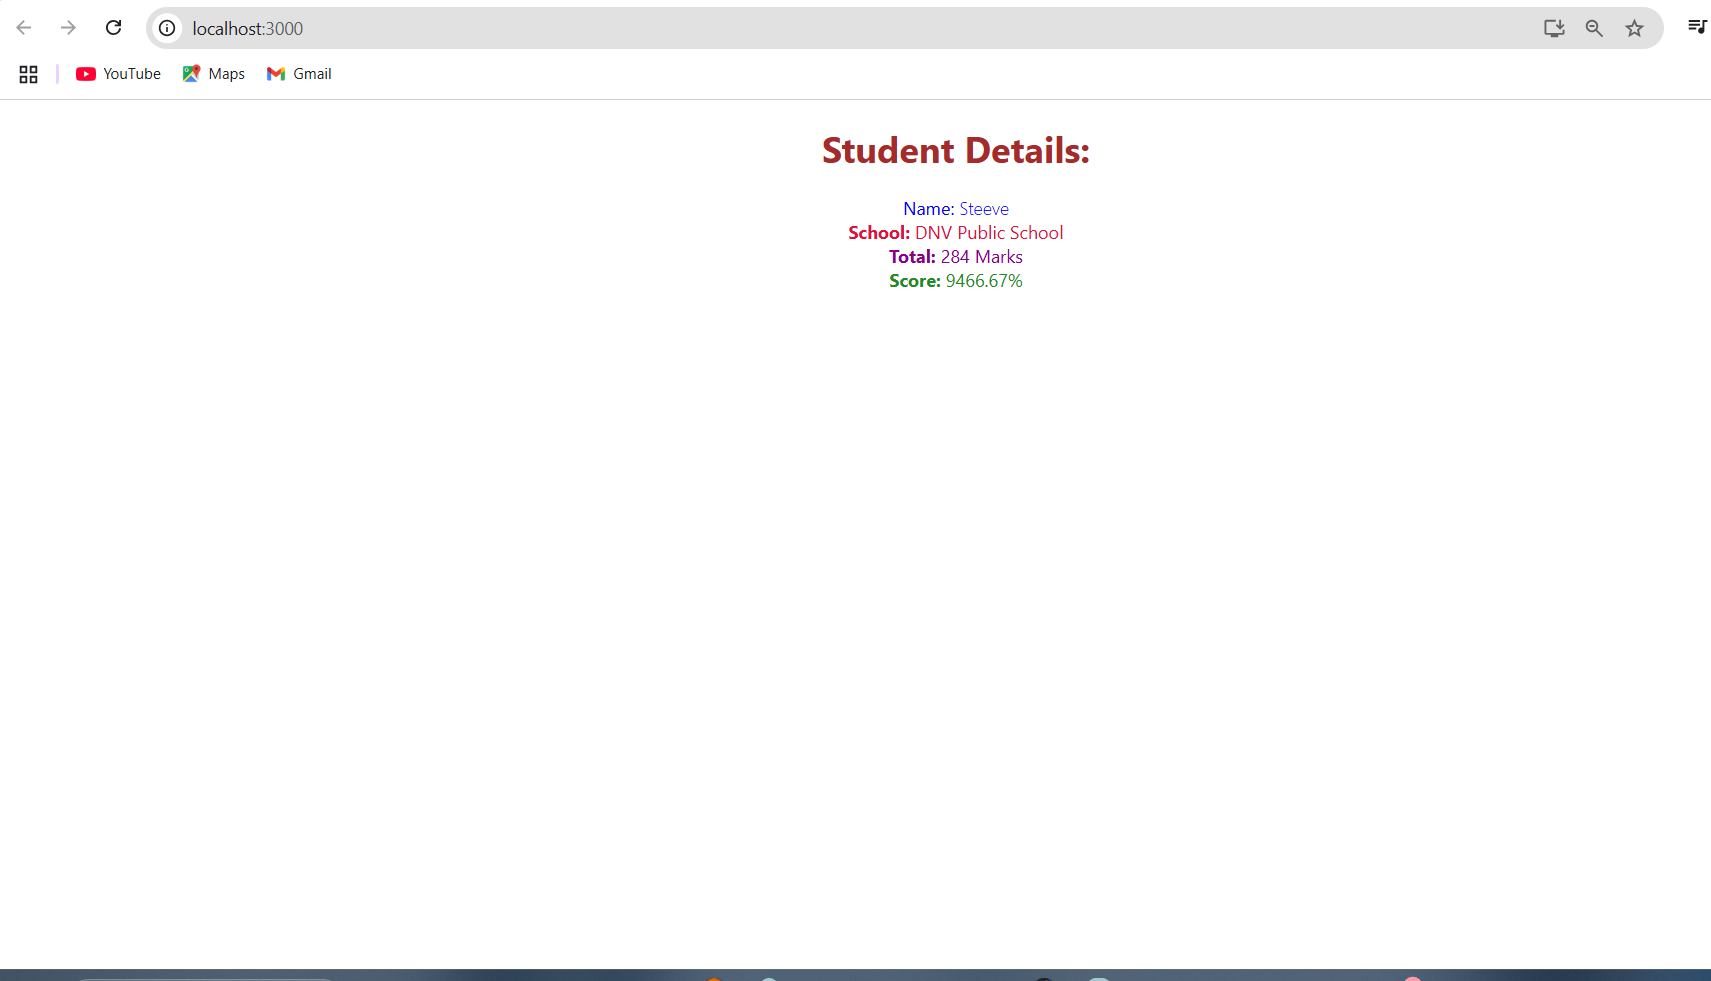 localhost:3000
YouTube Maps Gmail
Student Details:
Name: Steeve
School: DNV Public School
Total: 284 Marks
Score: 9466.67%